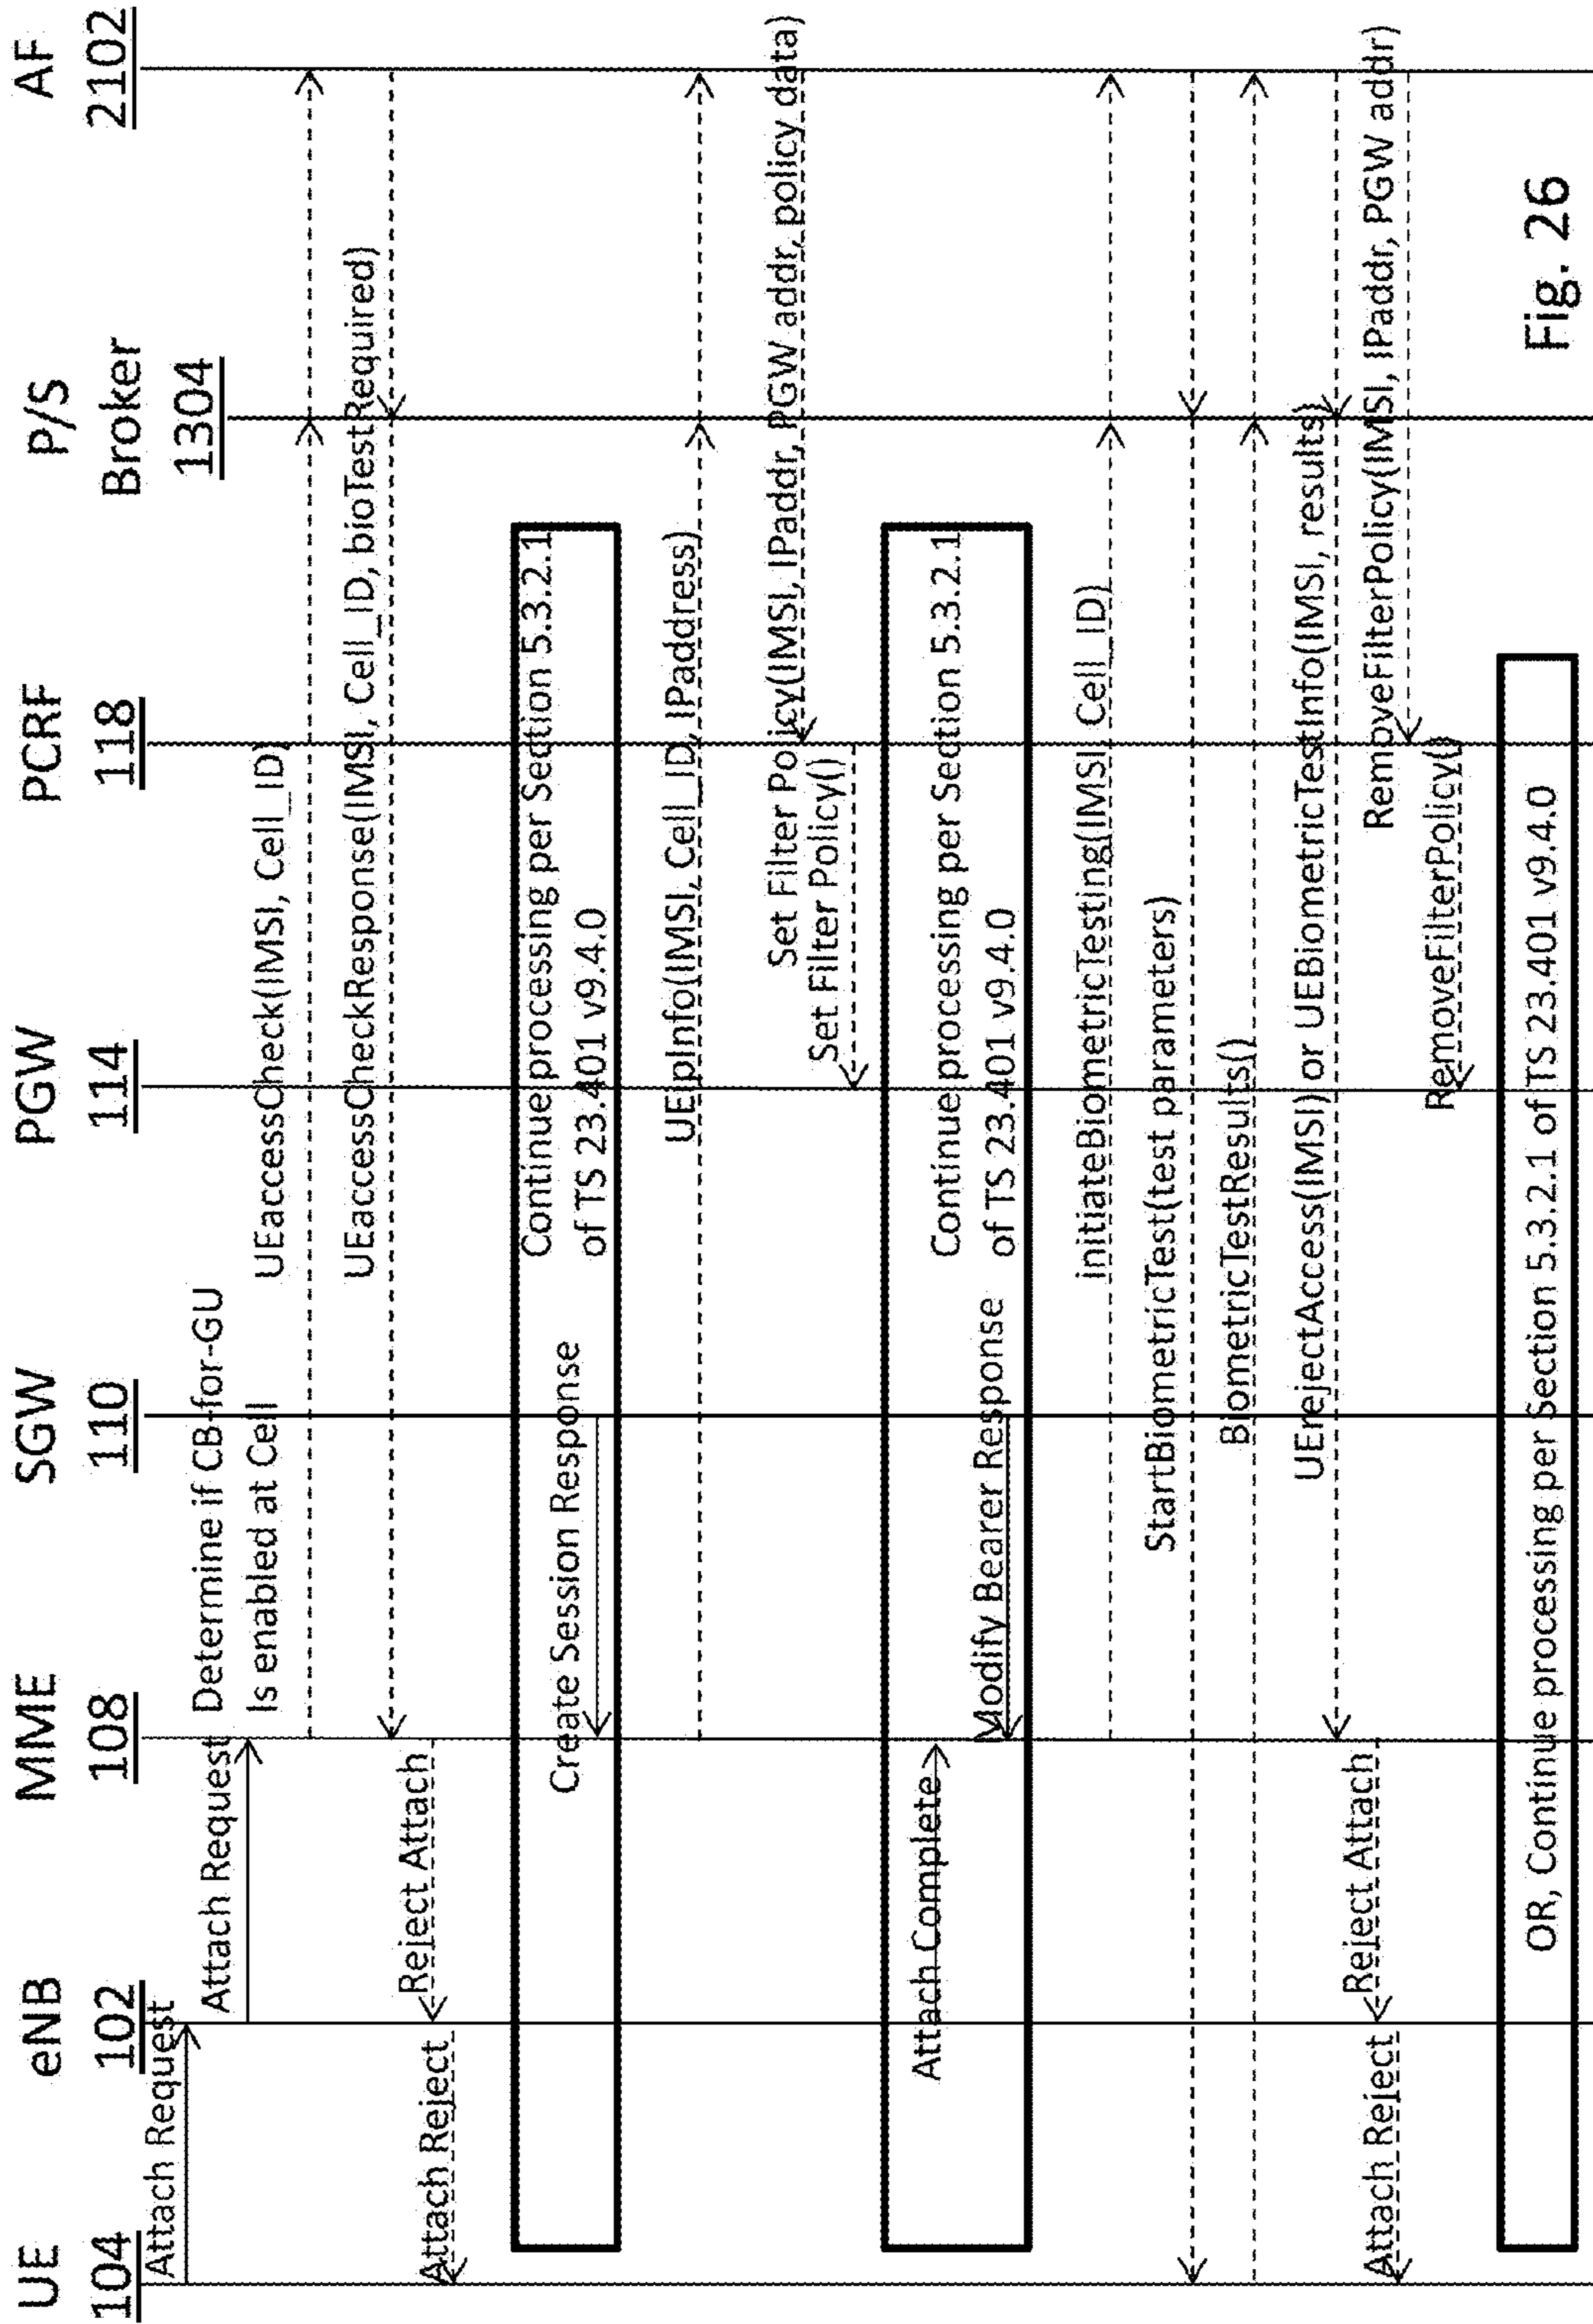 UE
eNB
MME
SGW
PGW
PCRF
P/S
Broker
AF
104
102
108
110
114
118
1304
2102
Attach Request
Attach Request
Determine if CB-for-GU
Is enabled at Cell
UEaccessCheck(IMSI, Cell_ID)
UEaccessCheckResponse(IMSI, Cell_ID, bioTestRequired)
Reject Attach
Attach Reject
Continue processing per Section 5.3.2.1
of TS 23.401 v9.4.0
Create Session Response
UEipInfo(IMSI, Cell_ID, IPaddress)
Set Filter Policy(IMSI, IPaddr, PGW addr, policy data)
Set Filter Policy()
Attach Complete
Continue processing per Section 5.3.2.1
of TS 23.401 v9.4.0
Modify Bearer Response
initiateBiometricTesting(IMSI, Cell_ID)
StartBiometricTest(test parameters)
BiometricTestResults()
UErejectAccess(IMSI) or UEBiometricTestInfo(IMSI, results)
RemoveFilterPolicy(IMSI, IPaddr, PGW addr)
Reject Attach
Attach Reject
RemoveFilterPolicy()
OR, Continue processing per Section 5.3.2.1 of TS 23.401 v9.4.0
Fig. 26